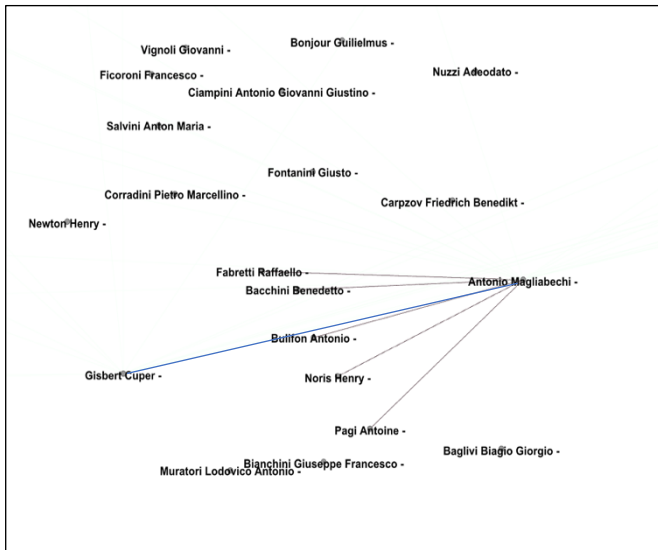 Bonjour Guilielmus -
Vignoli Giovanni -
Nuzzi Adeodato -
Ficoroni Francesco -
Ciampini Antonio Giovanni Giustino -
Salvini Anton Maria -
Fontanini Giusto -
Corradini Pietro Marcellino -
Carpzov Friedrich Benedikt -
Newton Henry -
Fabretti Raffaello -
Antonio Magliabechi -
Bacchini Benedetto -
Bulifon Antonio -
Gisbert Cuper -
Noris Henry -
Pagi Antoine -
Baglivi Biagio Giorgio -
Bianchini Giuseppe Francesco -
Muratori Lodovico Antonio -